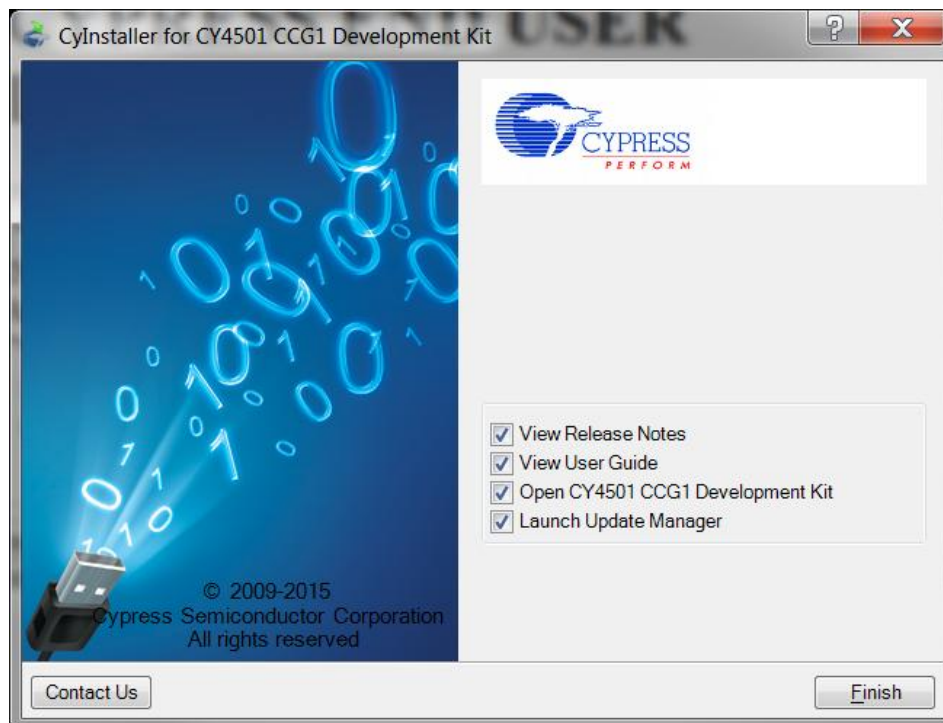 CyInstaller for CY4501 CCG1 Development Kit
USER
CYPRESS
PERFORM
View Release Notes
View User Guide
Open CY4501 CCG1 Development Kit
Launch Update Manager
© 2009-2015
Cypress Semiconductor Corporation
All rights reserved
Contact Us
Finish